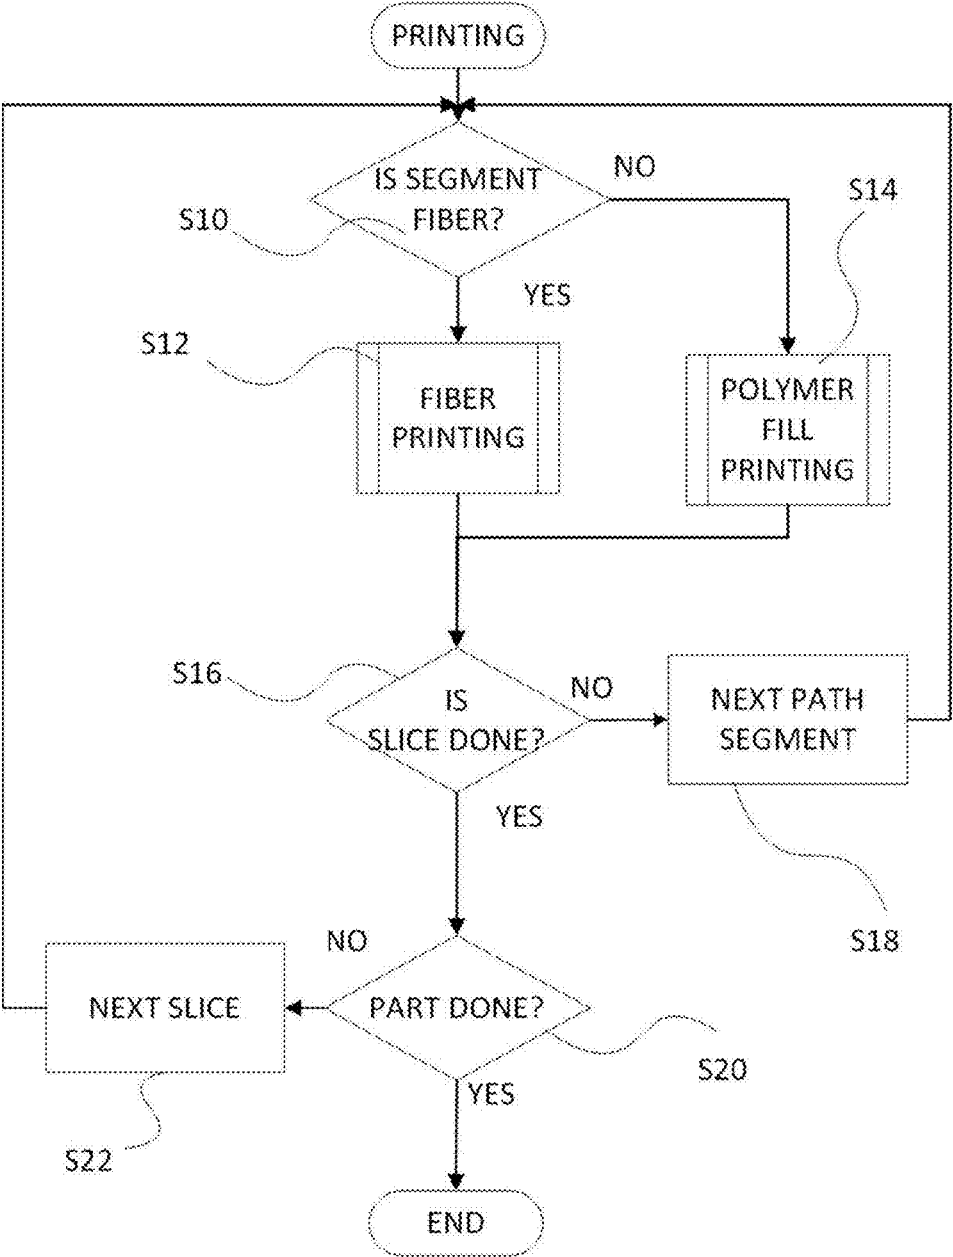 PRINTING
IS SEGMENT
FIBER?
NO
S10
S14
YES
S12
FIBER
PRINTING
POLYMER
FILL
PRINTING
S16
IS
SLICE DONE?
NO
NEXT PATH
SEGMENT
YES
S18
NO
NEXT SLICE
PART DONE?
S20
YES
S22
END